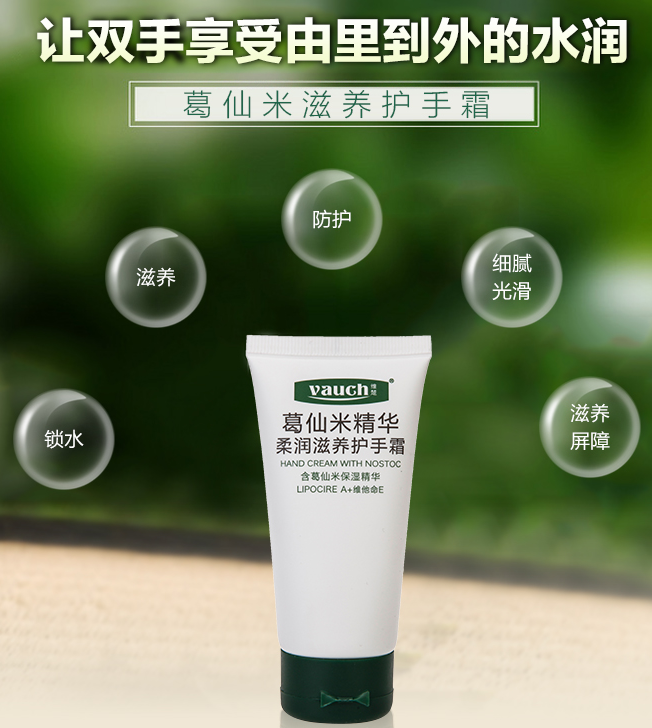 让双手享受由里到外的水润
葛仙米滋养护手霜
防护
滋养
细腻
光滑
锁水
滋养
屏障
vauch
®
葛仙米精华
柔润滋养护手霜
HAND CREAM WITH NOSTOC
含葛仙米保湿精华
LIPOCIRE A+维他命E